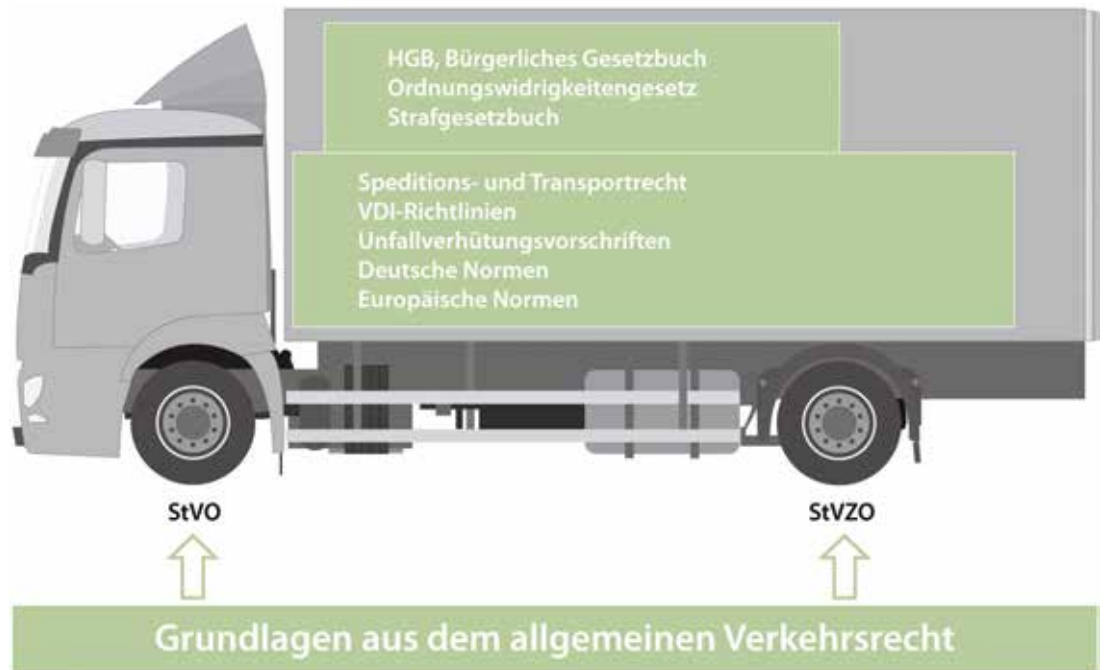 HGB, Bürgerliches Gesetzbuch
Ordnungswidrigkeitengesetz
Strafgesetzbuch
Speditions- und Transportrecht
VDI-Richtlinien
Unfallverhütungsvorschriften
Deutsche Normen
Europäische Normen
StVO
StVZO
Grundlagen aus dem allgemeinen Verkehrsrecht